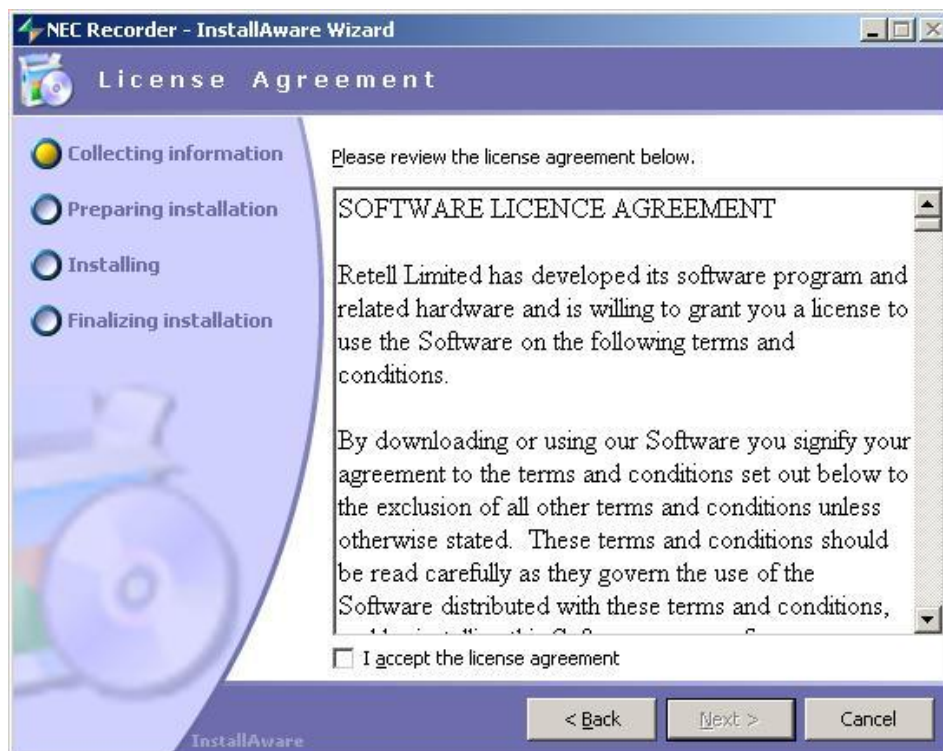 NEC Recorder - InstallAware Wizard
License Agreement
Collecting information
Preparing installation
Installing
Finalizing installation
Please review the license agreement below.
SOFTWARE LICENCE AGREEMENT
Retell Limited has developed its software program and
related hardware and is willing to grant you a license to
use the Software on the following terms and
conditions.
By downloading or using our Software you signify your
agreement to the terms and conditions set out below to
the exclusion of all other terms and conditions unless
otherwise stated.  These terms and conditions should
be read carefully as they govern the use of the
Software distributed with these terms and conditions,
I accept the license agreement
InstallAware
< Back
Next >
Cancel